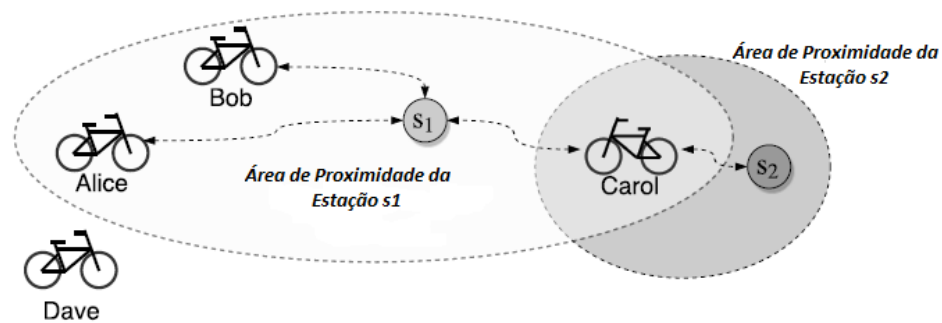 Bob
Área de Proximidade da
Estação s2
s1
Alice
Área de Proximidade da
Estação s1
Carol
s2
Dave